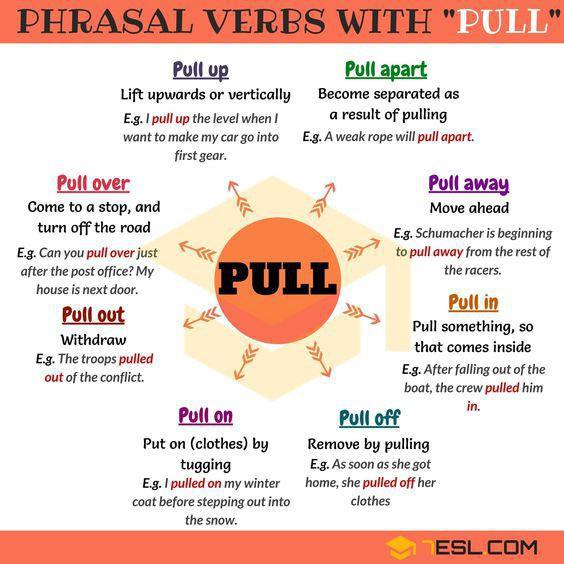 PHRASAL VERBS WITH "PULL"
Pull up
Lift upwards or vertically
E.g. I pull up the level when I
want to make my car go into
first gear.
Pull apart
Become separated as
a result of pulling
E.g. A weak rope will pull apart.
Pull over
Come to a stop, and
turn off the road
E.g. Can you pull over just
after the post office? My
house is next door.
Pull away
Move ahead
E.g. Schumacher is beginning
to pull away from the rest of
the racers.
PULL
Pull out
Withdraw
E.g. The troops pulled
out of the conflict.
Pull in
Pull something, so
that comes inside
E.g. After falling out of the
boat, the crew pulled him
in.
Pull on
Put on (clothes) by
tugging
E.g. I pulled on my winter
coat before stepping out into
the snow.
Pull off
Remove by pulling
E.g. As soon as she got
home, she pulled off her
clothes
7ESL.COM